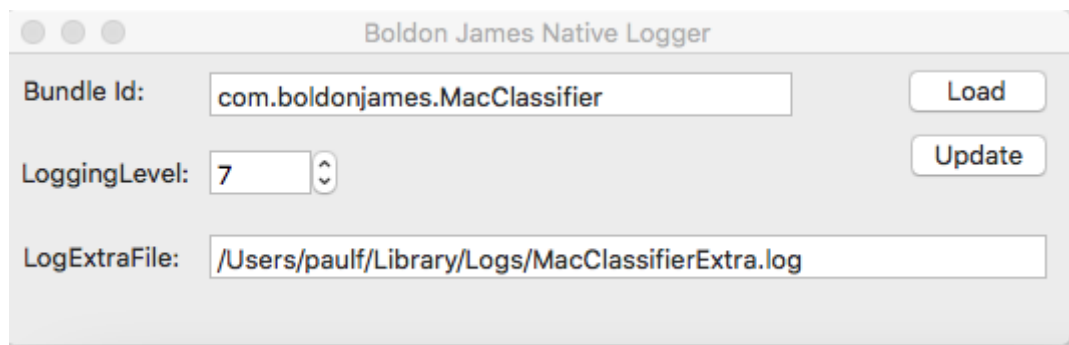 Boldon James Native Logger
Bundle Id: com.boldonjames.MacClassifier Load
Update
LoggingLevel: 7
LogExtraFile: /Users/paulf/Library/Logs/MacClassifierExtra.log